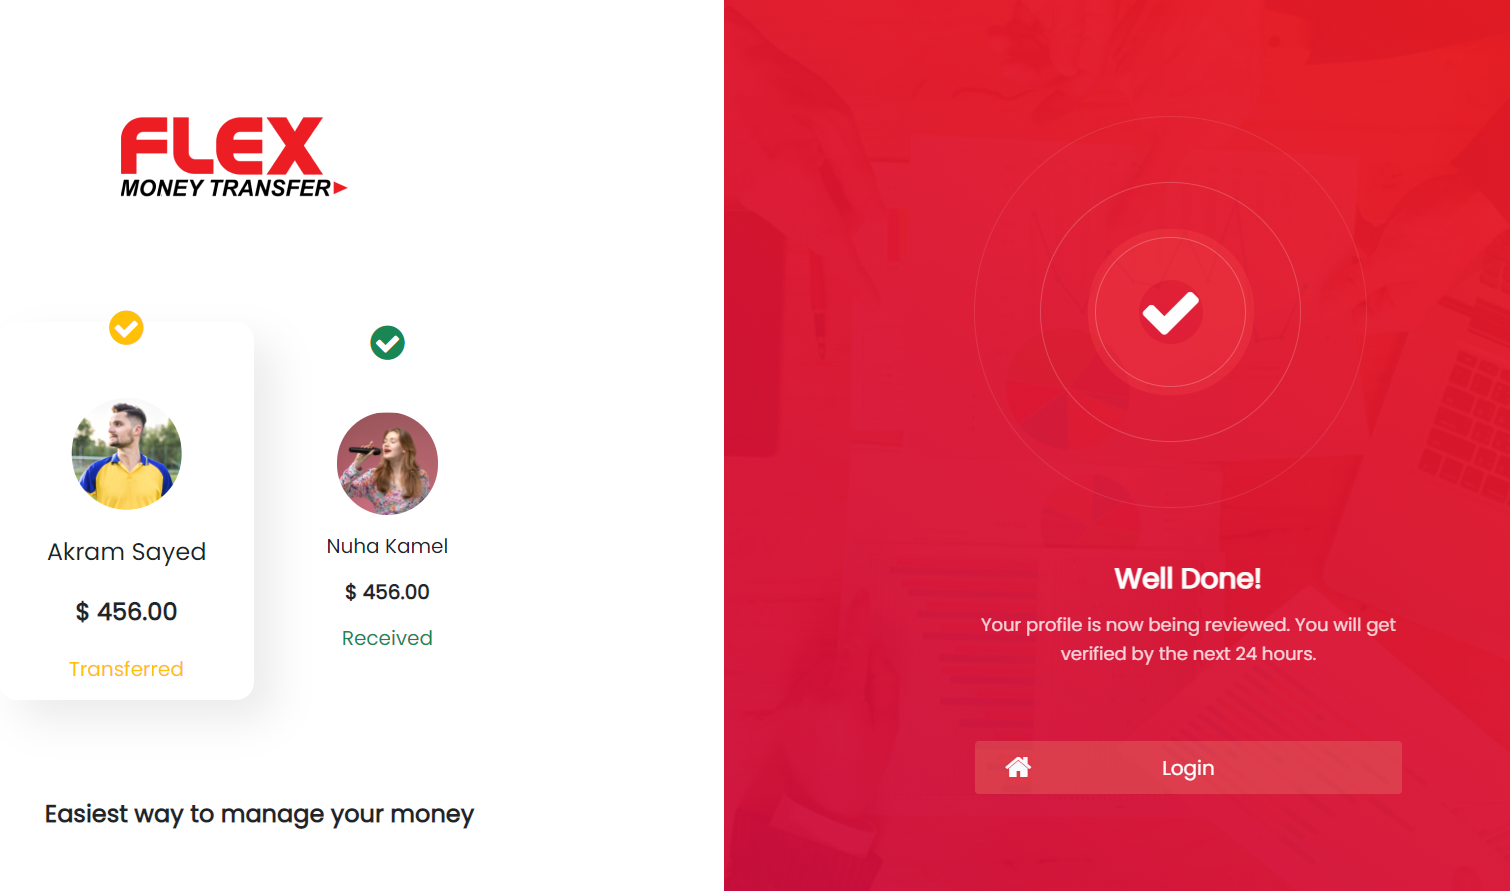 FLEX
MONEY TRANSFER
Akram Sayed
$ 456.00
Transferred
Nuha Kamel
$ 456.00
Received
Easiest way to manage your money
Well Done!
Your profile is now being reviewed. You will get
verified by the next 24 hours.
Login